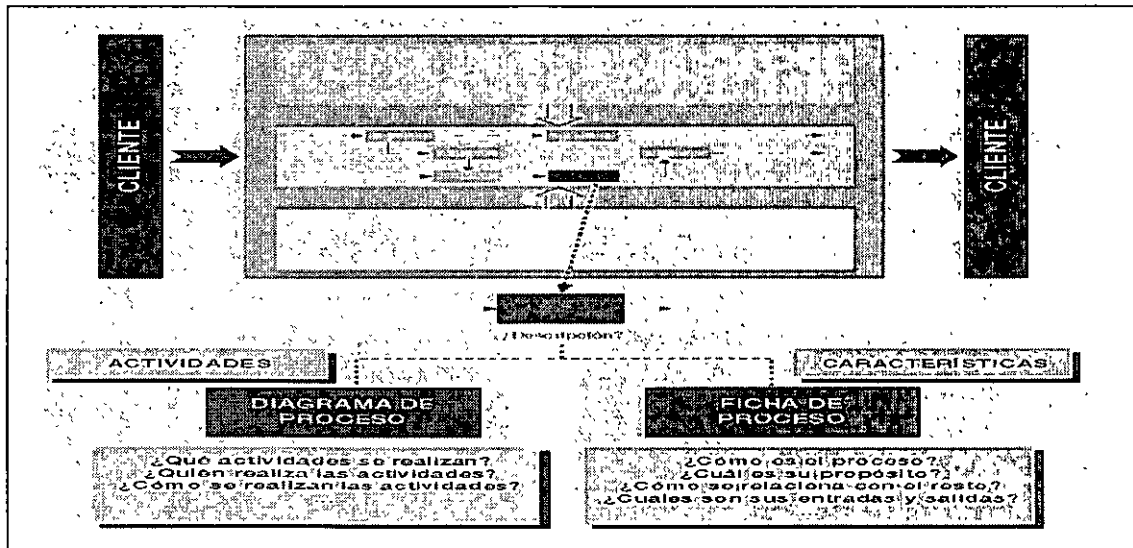 CLIENTE
CLIENTE
¿Descripción?
ACTIVIDADES
CARACTERÍSTICAS
DIAGRAMA DE
PROCESO
FICHA DE
PROCESO
¿Qué actividades se realizan?
¿Quién realiza las actividades?
¿Cómo se realizan las actividades?
¿Cómo es el proceso?
¿Cuál es su propósito?
¿Cómo se relaciona con el resto?
¿Cuales son sus entradas y salidas?